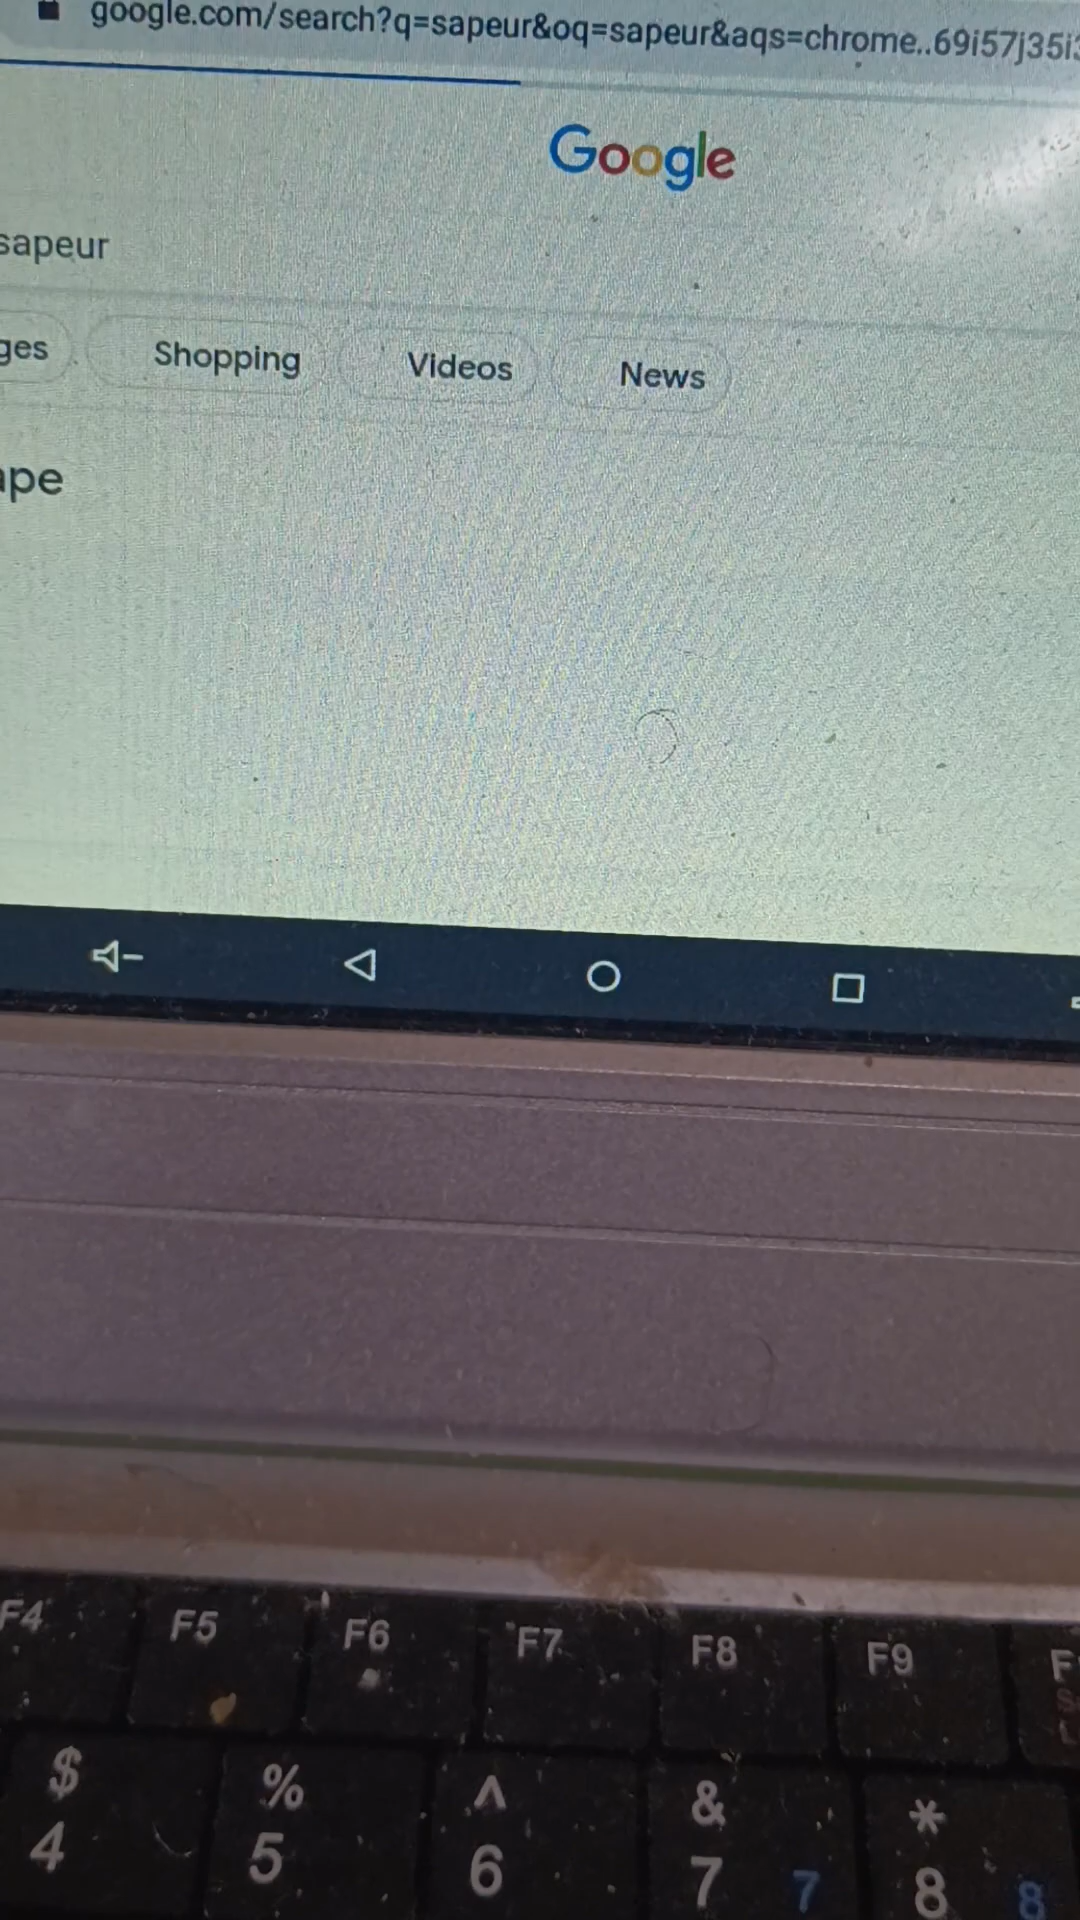 google.com/search?q=sapeur&oq=sapeur&aqs=chrome..69i57j35i
Google
sapeur
ges Shopping Videos News
ape
F4 F5 F6 F7 F8 F9 F
$ % ^ & *
4 5 6 7 7 8 8